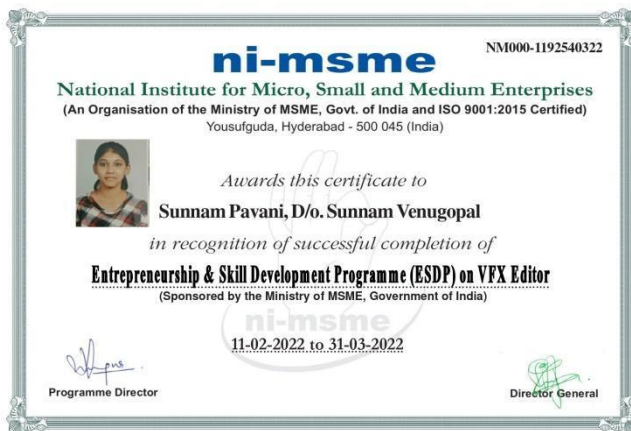 NM000-1192540322
ni-msme
National Institute for Micro, Small and Medium Enterprises
(An Organisation of the Ministry of MSME, Govt. of India and ISO 9001:2015 Certified)
Yousufguda, Hyderabad - 500 045 (India)
Awards this certificate to
Sunnam Pavani, D/o. Sunnam Venugopal
in recognition of successful completion of
Entrepreneurship & Skill Development Programme (ESDP) on VFX Editor
(Sponsored by the Ministry of MSME, Government of India)
ni-msme
11-02-2022 to 31-03-2022
Programme Director
Director General